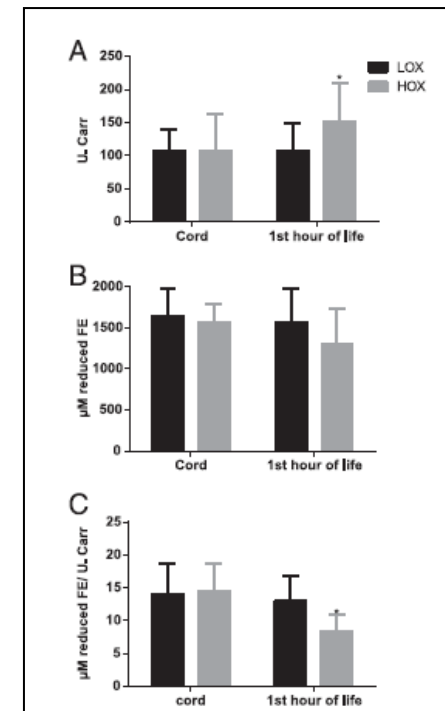 A
250
200
150
100
50
0
U. Carr
*
LOX
HOX
Cord 1st hour of life
B
2000
1500
1000
500
0
µM reduced FE
Cord 1st hour of life
C
25
20
15
10
5
0
µM reduced FE/ U. Carr
*
cord 1st hour of life